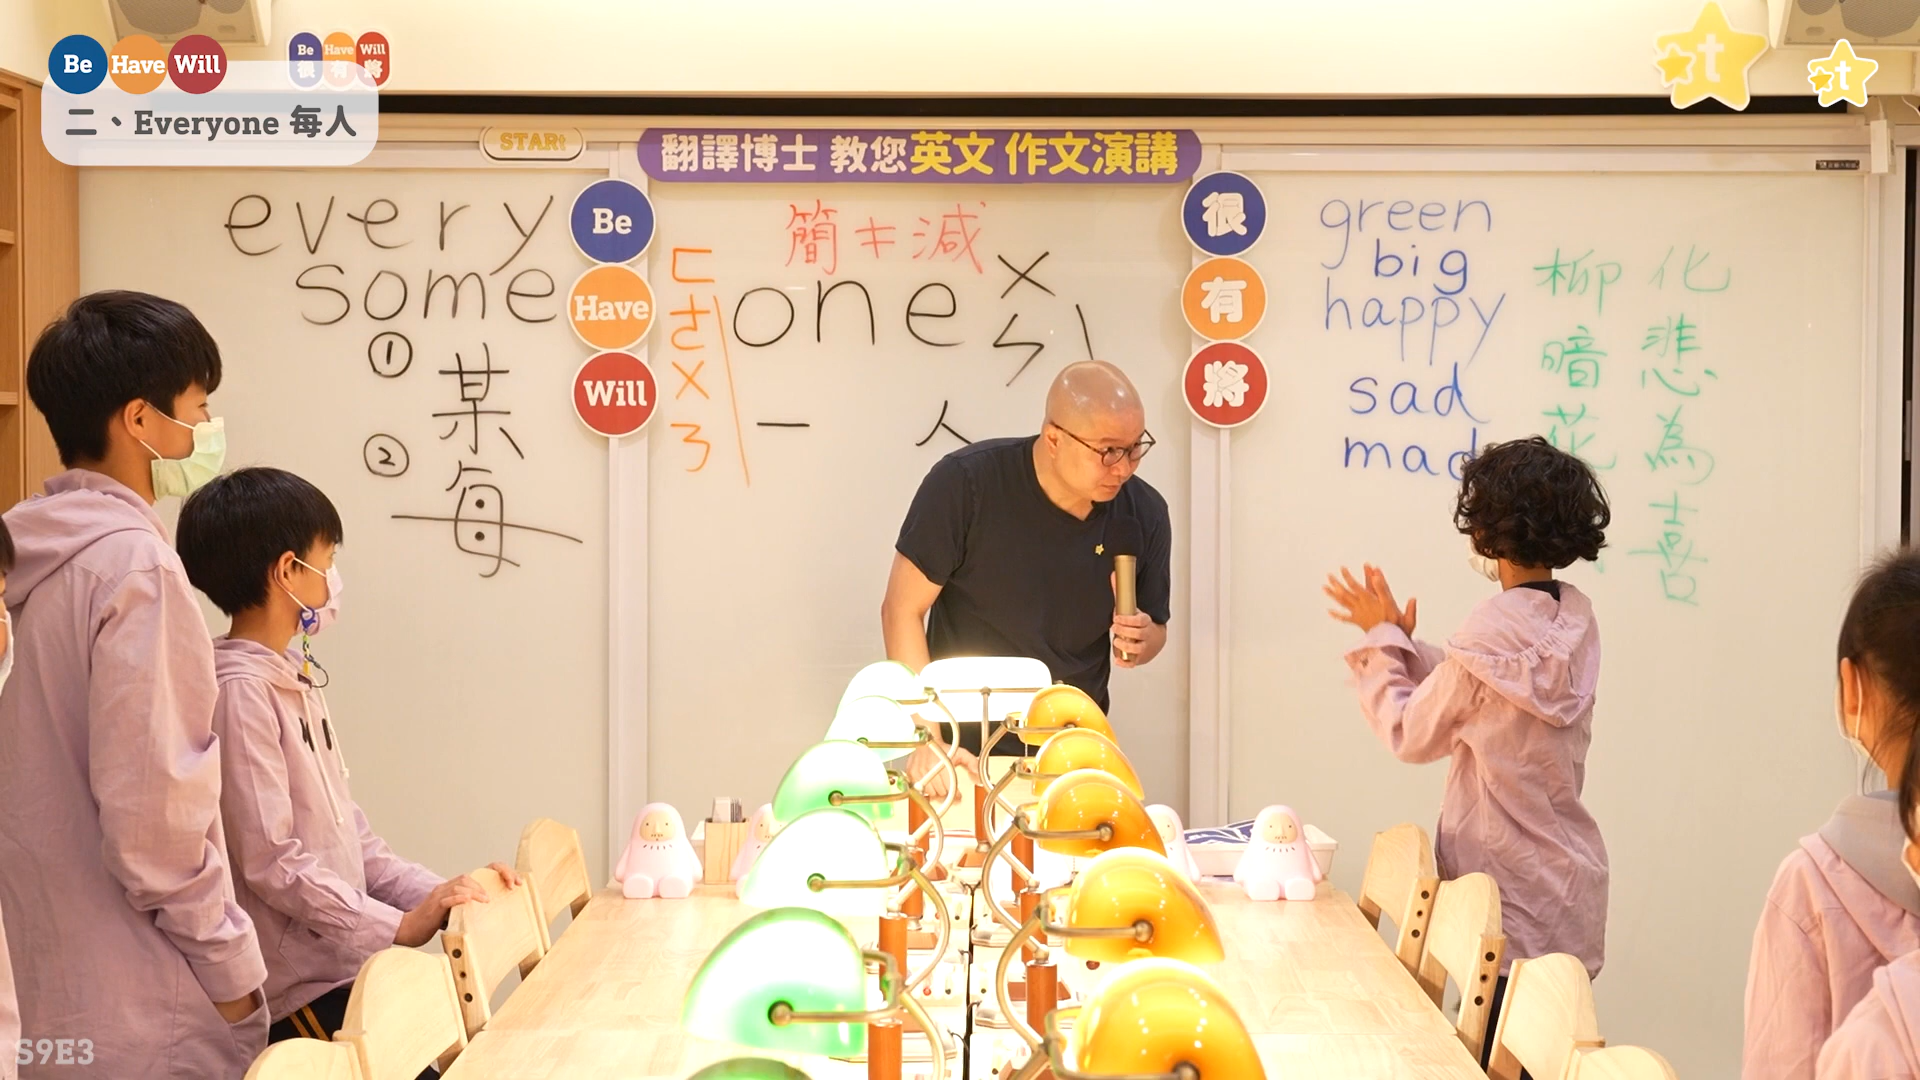 Be Have Will
Be Have Will
很 有 將
二、Everyone 每人
t
t
STARt
翻譯博士 教您英文作文演講
every
some
① 某
② 每
Be
Have
Will
簡 キ 減
one
一 人
很
有
將
green
big
happy
sad
mad
柳暗花
化悲為喜
S9E3